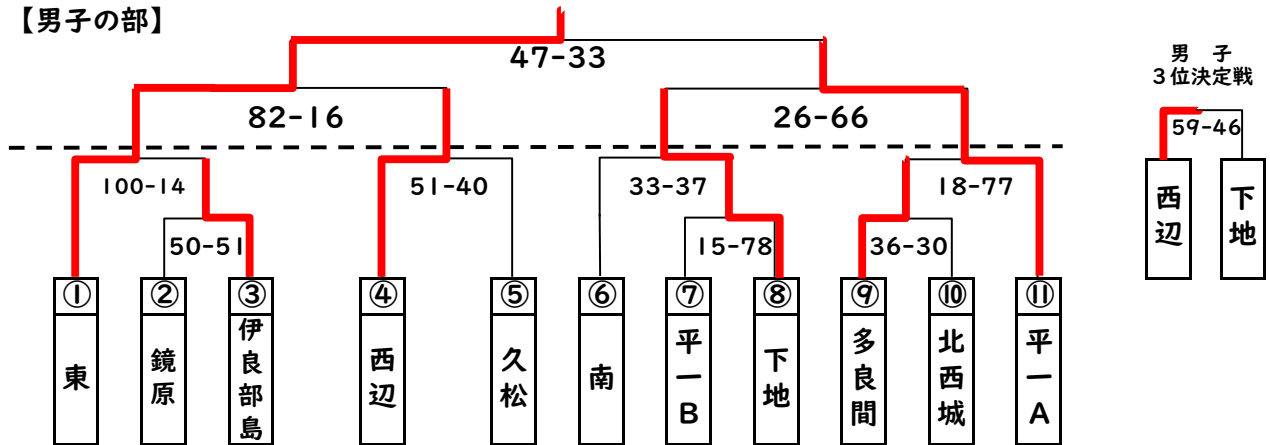 【男子の部】
47-33
男 子
3位決定戦
82-16
26-66
59-46
100-14
51-40
33-37
18-77
西辺
下地
50-51
15-78
36-30
① ② ③ ④ ⑤ ⑥ ⑦ ⑧ ⑨ ⑩ ⑪
東
鏡原
伊良部島
西辺
久松
南
平一B
下地
多良間
北西城
平一A